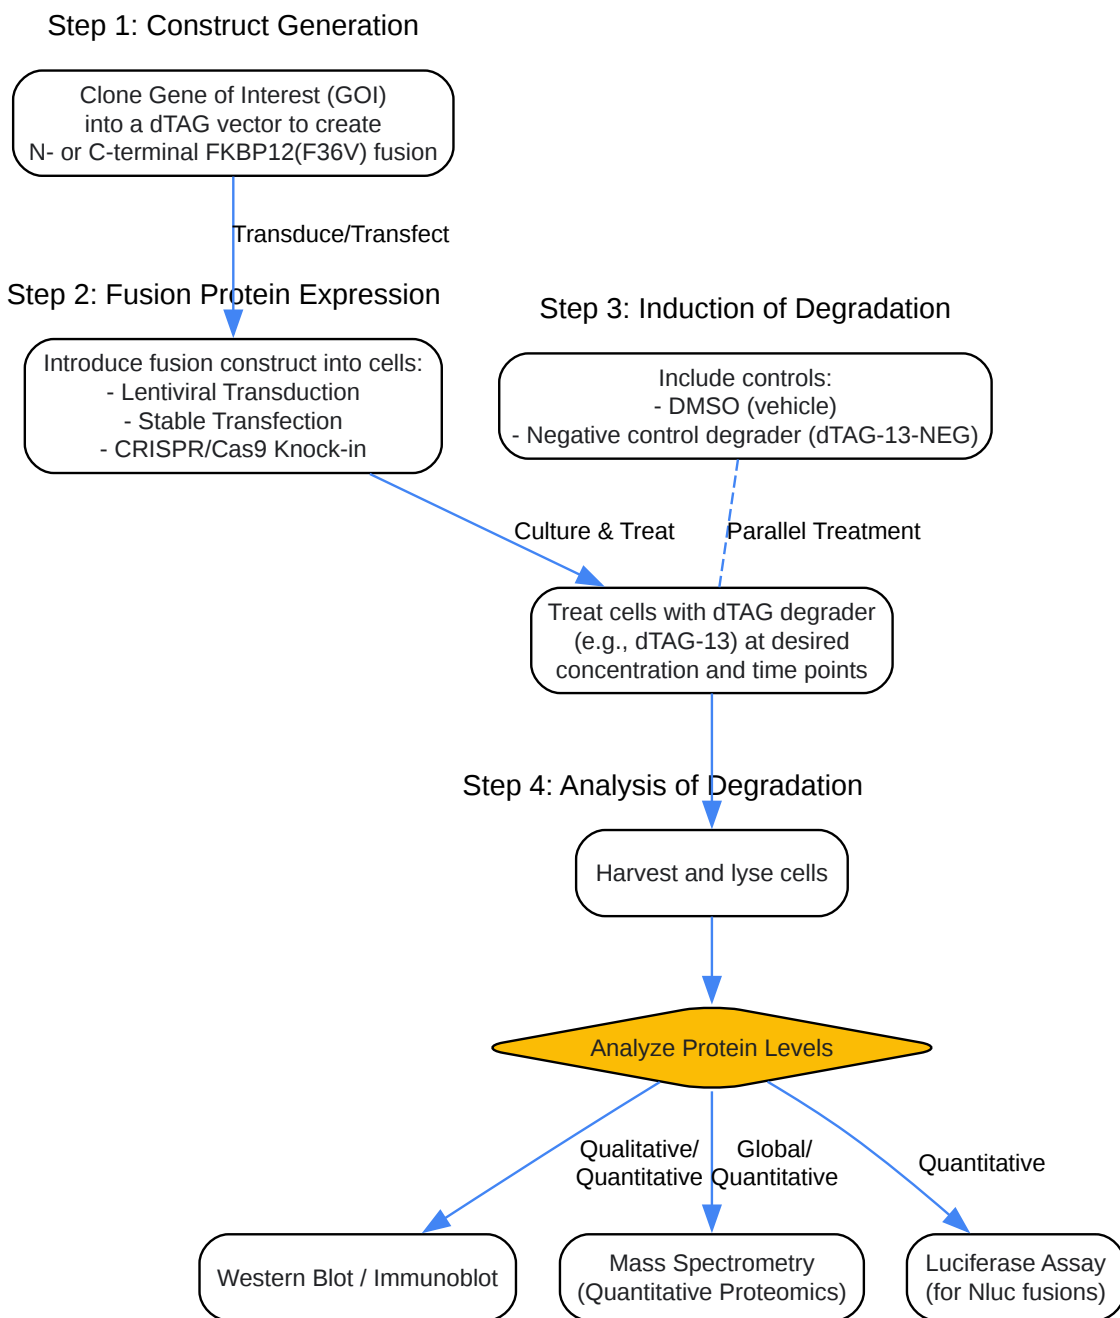 Step 1: Construct Generation
Clone Gene of Interest (GOI)
into a dTAG vector to create
N- or C-terminal FKBP12(F36V) fusion
Transduce/Transfect
Step 2: Fusion Protein Expression
Introduce fusion construct into cells:
- Lentiviral Transduction
- Stable Transfection
- CRISPR/Cas9 Knock-in
Step 3: Induction of Degradation
Include controls:
- DMSO (vehicle)
- Negative control degrader (dTAG-13-NEG)
Culture & Treat
Parallel Treatment
Treat cells with dTAG degrader
(e.g., dTAG-13) at desired
concentration and time points
Step 4: Analysis of Degradation
Harvest and lyse cells
Analyze Protein Levels
Qualitative/
Quantitative
Global/
Quantitative
Quantitative
Western Blot / Immunoblot
Mass Spectrometry
(Quantitative Proteomics)
Luciferase Assay
(for Nluc fusions)